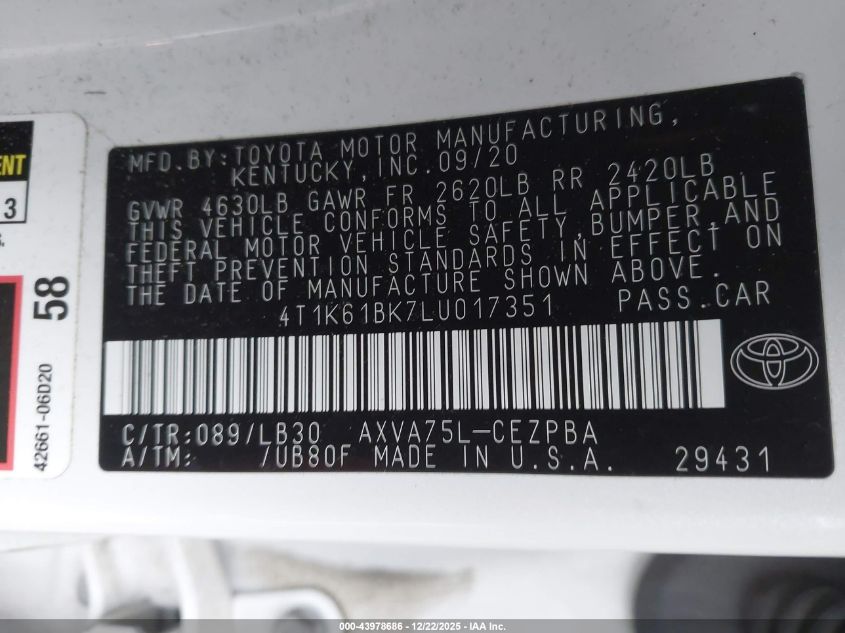 ENT
3
S.
58
42661-06D20
MFD.BY:TOYOTA MOTOR MANUFACTURING,
KENTUCKY,INC.09/20
GVWR 4630LB GAWR FR 2620LB RR 2420LB
THIS VEHICLE CONFORMS TO ALL APPLICABLE
FEDERAL MOTOR VEHICLE SAFETY,BUMPER,AND
THEFT PREVENTION STANDARDS IN EFFECT ON
THE DATE OF MANUFACTURE SHOWN ABOVE.
4T1K61BK7LU017351 PASS.CAR
C/TR:089/LB30 AXVA75L-CEZPBA
A/TM: /UB80F MADE IN U.S.A. 29431
000-43978686 - 12/22/2025 - IAA Inc.